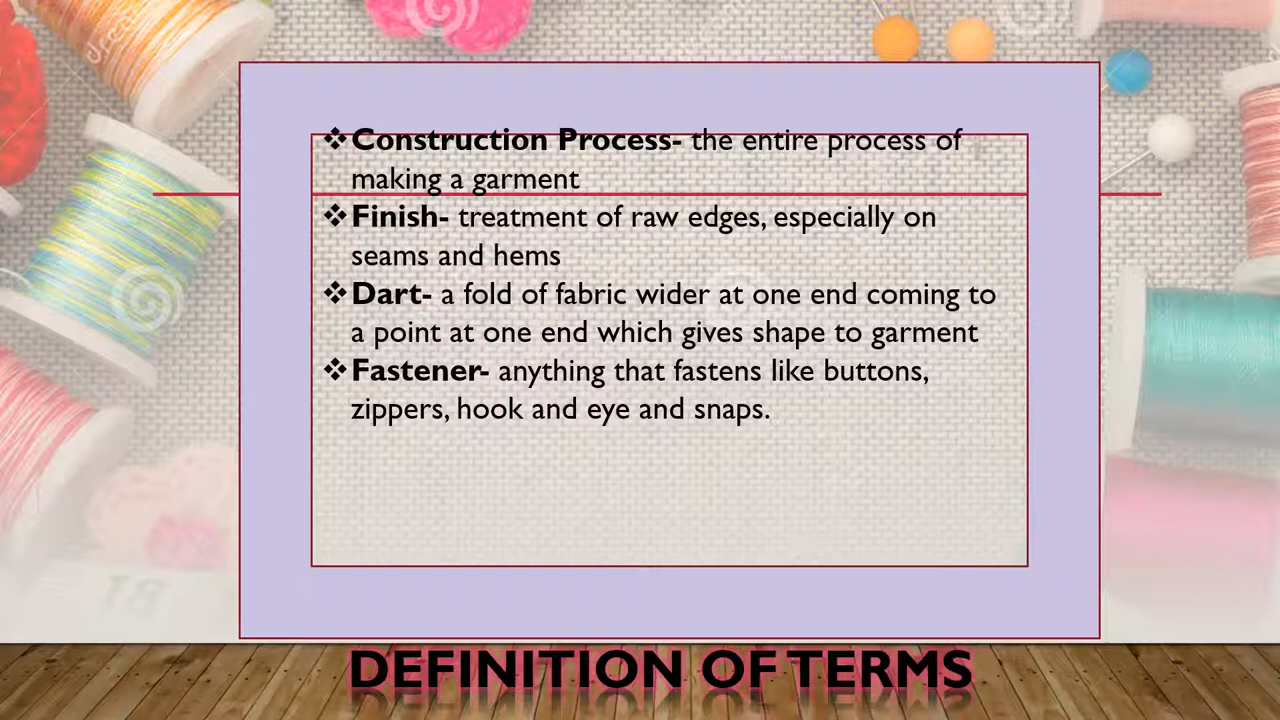 ❖Construction Process- the entire process of
making a garment
❖Finish- treatment of raw edges, especially on
seams and hems
❖Dart- a fold of fabric wider at one end coming to
a point at one end which gives shape to garment
❖Fastener- anything that fastens like buttons,
zippers, hook and eye and snaps.
DEFINITION OF TERMS